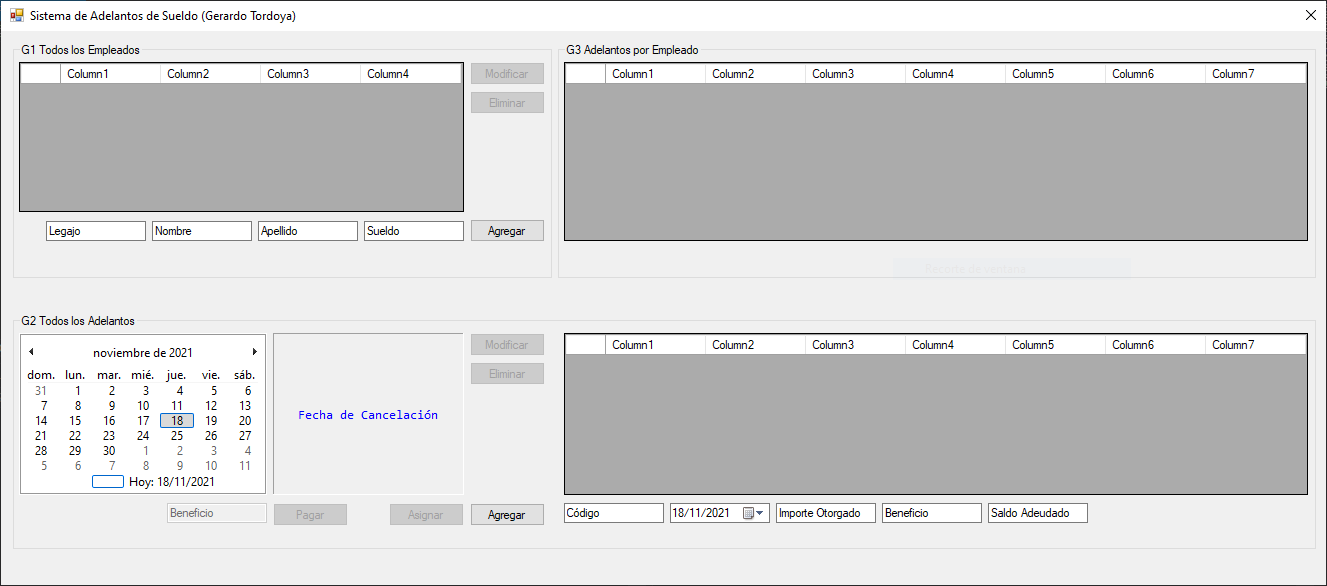 Sistema de Adelantos de Sueldo (Gerardo Tordoya)
G1 Todos los Empleados
Column1 Column2 Column3 Column4
Modificar
Eliminar
Legajo Nombre Apellido Sueldo Agregar
G3 Adelantos por Empleado
Column1 Column2 Column3 Column4 Column5 Column6 Column7
Recorte de ventana
G2 Todos los Adelantos
noviembre de 2021
dom. lun. mar. mié. jue. vie. sáb.
31 1 2 3 4 5 6
7 8 9 10 11 12 13
14 15 16 17 18 19 20
21 22 23 24 25 26 27
28 29 30 1 2 3 4
5 6 7 8 9 10 11
Hoy: 18/11/2021
Fecha de Cancelación
Modificar
Eliminar
Beneficio Pagar Asignar Agregar
Column1 Column2 Column3 Column4 Column5 Column6 Column7
Código 18/11/2021 Importe Otorgado Beneficio Saldo Adeudado